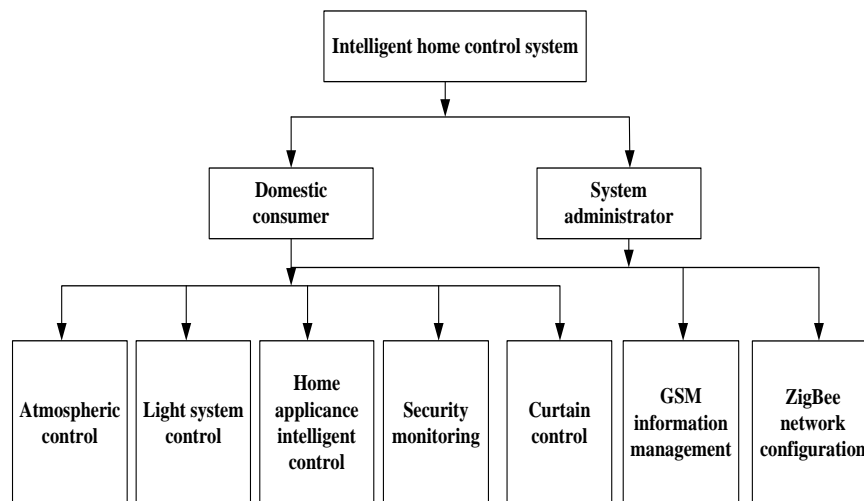 Intelligent home control system
Domestic
consumer
System
administrator
Atmospheric
control
Light system
control
Home
applicance
intelligent
control
Security
monitoring
Curtain
control
GSM
information
management
ZigBee
network
configuration